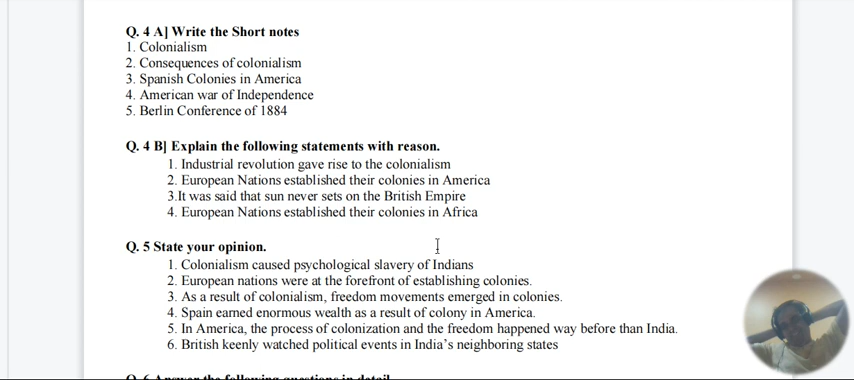 Q. 4 A] Write the Short notes
1. Colonialism
2. Consequences of colonialism
3. Spanish Colonies in America
4. American war of Independence
5. Berlin Conference of 1884
Q. 4 B] Explain the following statements with reason.
1. Industrial revolution gave rise to the colonialism
2. European Nations established their colonies in America
3.It was said that sun never sets on the British Empire
4. European Nations established their colonies in Africa
Q. 5 State your opinion.
1. Colonialism caused psychological slavery of Indians
2. European nations were at the forefront of establishing colonies.
3. As a result of colonialism, freedom movements emerged in colonies.
4. Spain earned enormous wealth as a result of colony in America.
5. In America, the process of colonization and the freedom happened way before than India.
6. British keenly watched political events in India's neighboring states
Q. 6 Answer the following questions in detail